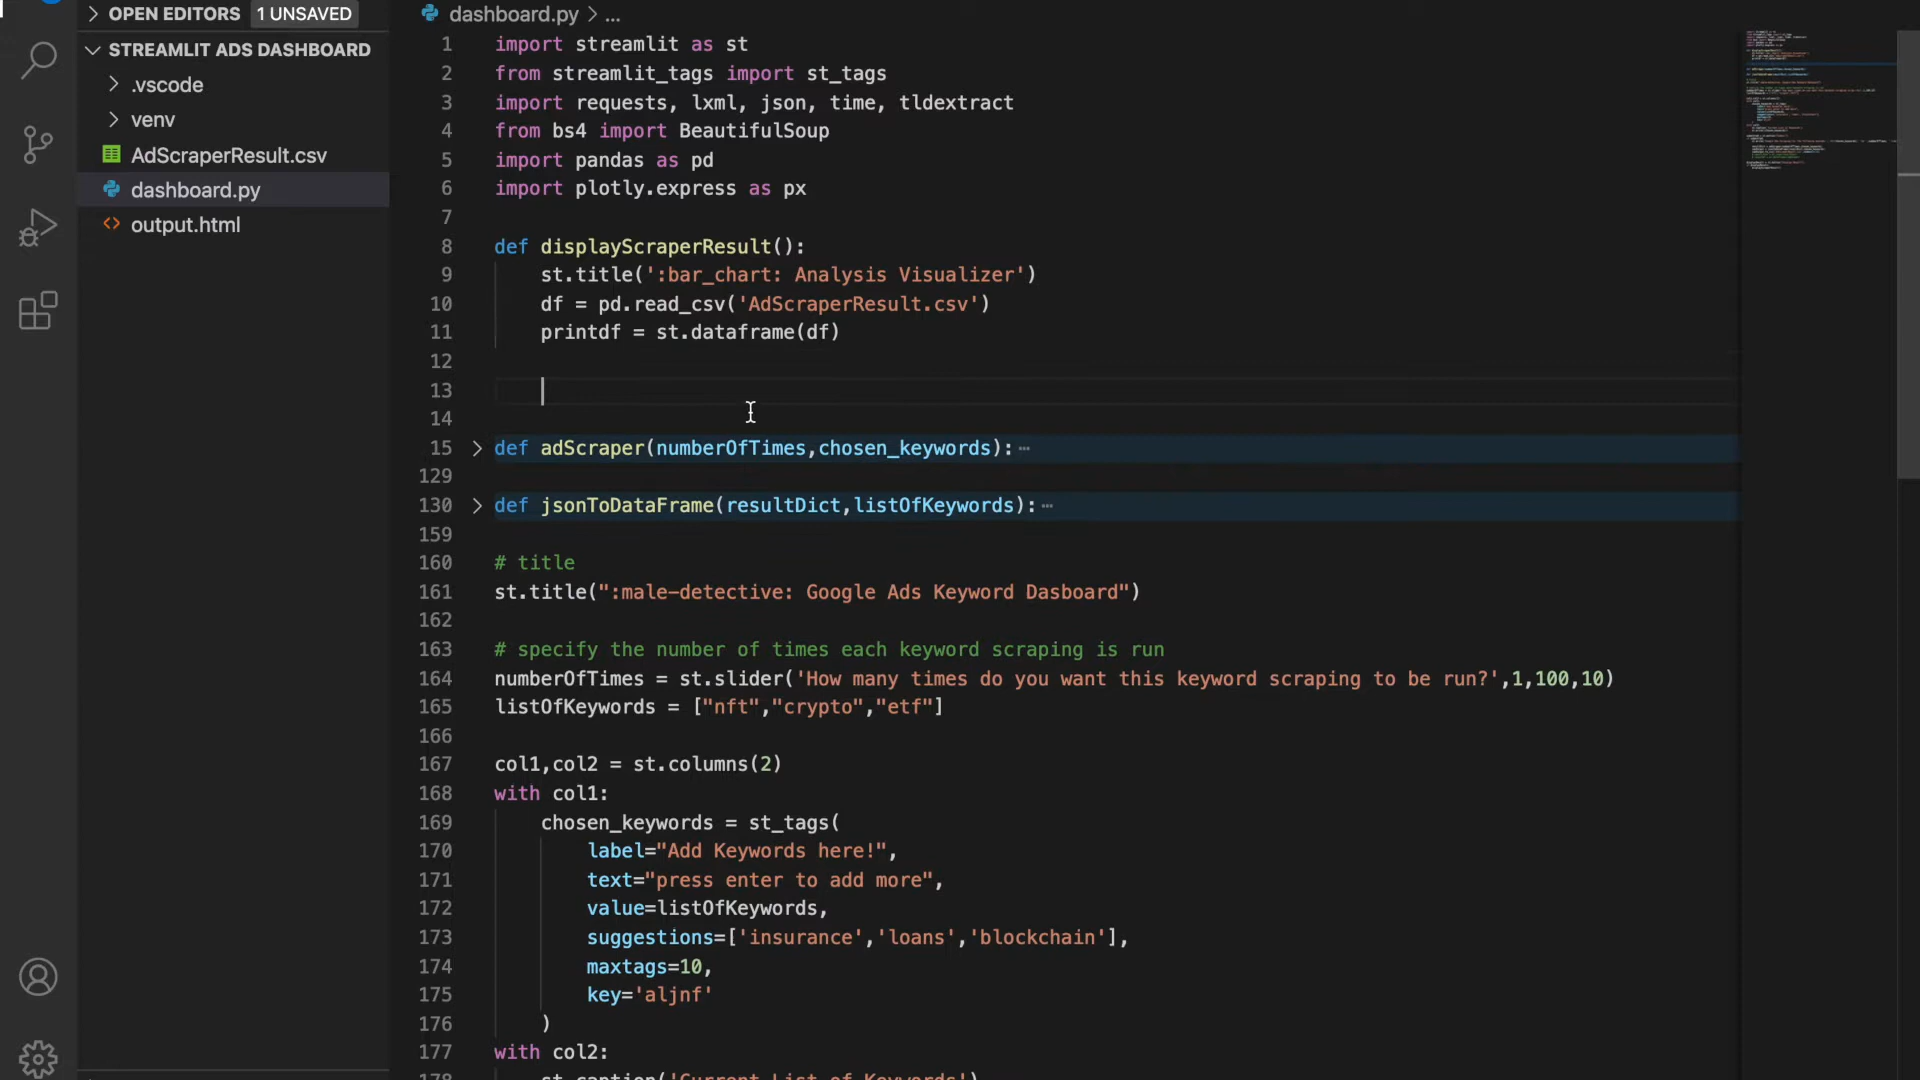 OPEN EDITORS 1 UNSAVED
STREAMLIT ADS DASHBOARD
.vscode
venv
AdScraperResult.csv
dashboard.py
output.html
dashboard.py > ...
1 import streamlit as st
2 from streamlit_tags import st_tags
3 import requests, lxml, json, time, tldextract
4 from bs4 import BeautifulSoup
5 import pandas as pd
6 import plotly.express as px
7
8 def displayScraperResult():
9 st.title(':bar_chart: Analysis Visualizer')
10 df = pd.read_csv('AdScraperResult.csv')
11 printdf = st.dataframe(df)
12
13
14
15 def adScraper(numberOfTimes,chosen_keywords): ...
129
130 def jsonToDataFrame(resultDict,listOfKeywords): ...
159
160 # title
161 st.title(":male-detective: Google Ads Keyword Dasboard")
162
163 # specify the number of times each keyword scraping is run
164 numberOfTimes = st.slider('How many times do you want this keyword scraping to be run?',1,100,10)
165 listOfKeywords = ["nft","crypto","etf"]
166
167 col1,col2 = st.columns(2)
168 with col1:
169 chosen_keywords = st_tags(
170 label="Add Keywords here!",
171 text="press enter to add more",
172 value=listOfKeywords,
173 suggestions=['insurance','loans','blockchain'],
174 maxtags=10,
175 key='aljnf'
176 )
177 with col2:
178 st.caption('Current List of Keywords')